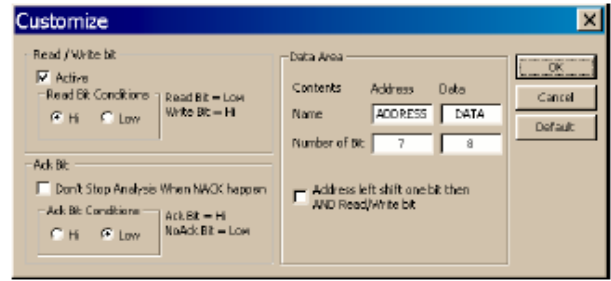 Customize
Read / Write bit
Active
Read Bit Conditions
Hi Low
Read Bit = Low
Write Bit = Hi
Ack Bit
Don't Stop Analysis When NACK happen
Ack Bit Conditions
Hi Low
Ack Bit = Hi
NoAck Bit = Low
Data Area
Contents Address Data
Name ADDRESS DATA
Number of Bit 7 8
Address left shift one bit then
AND Read/Write bit
OK
Cancel
Default